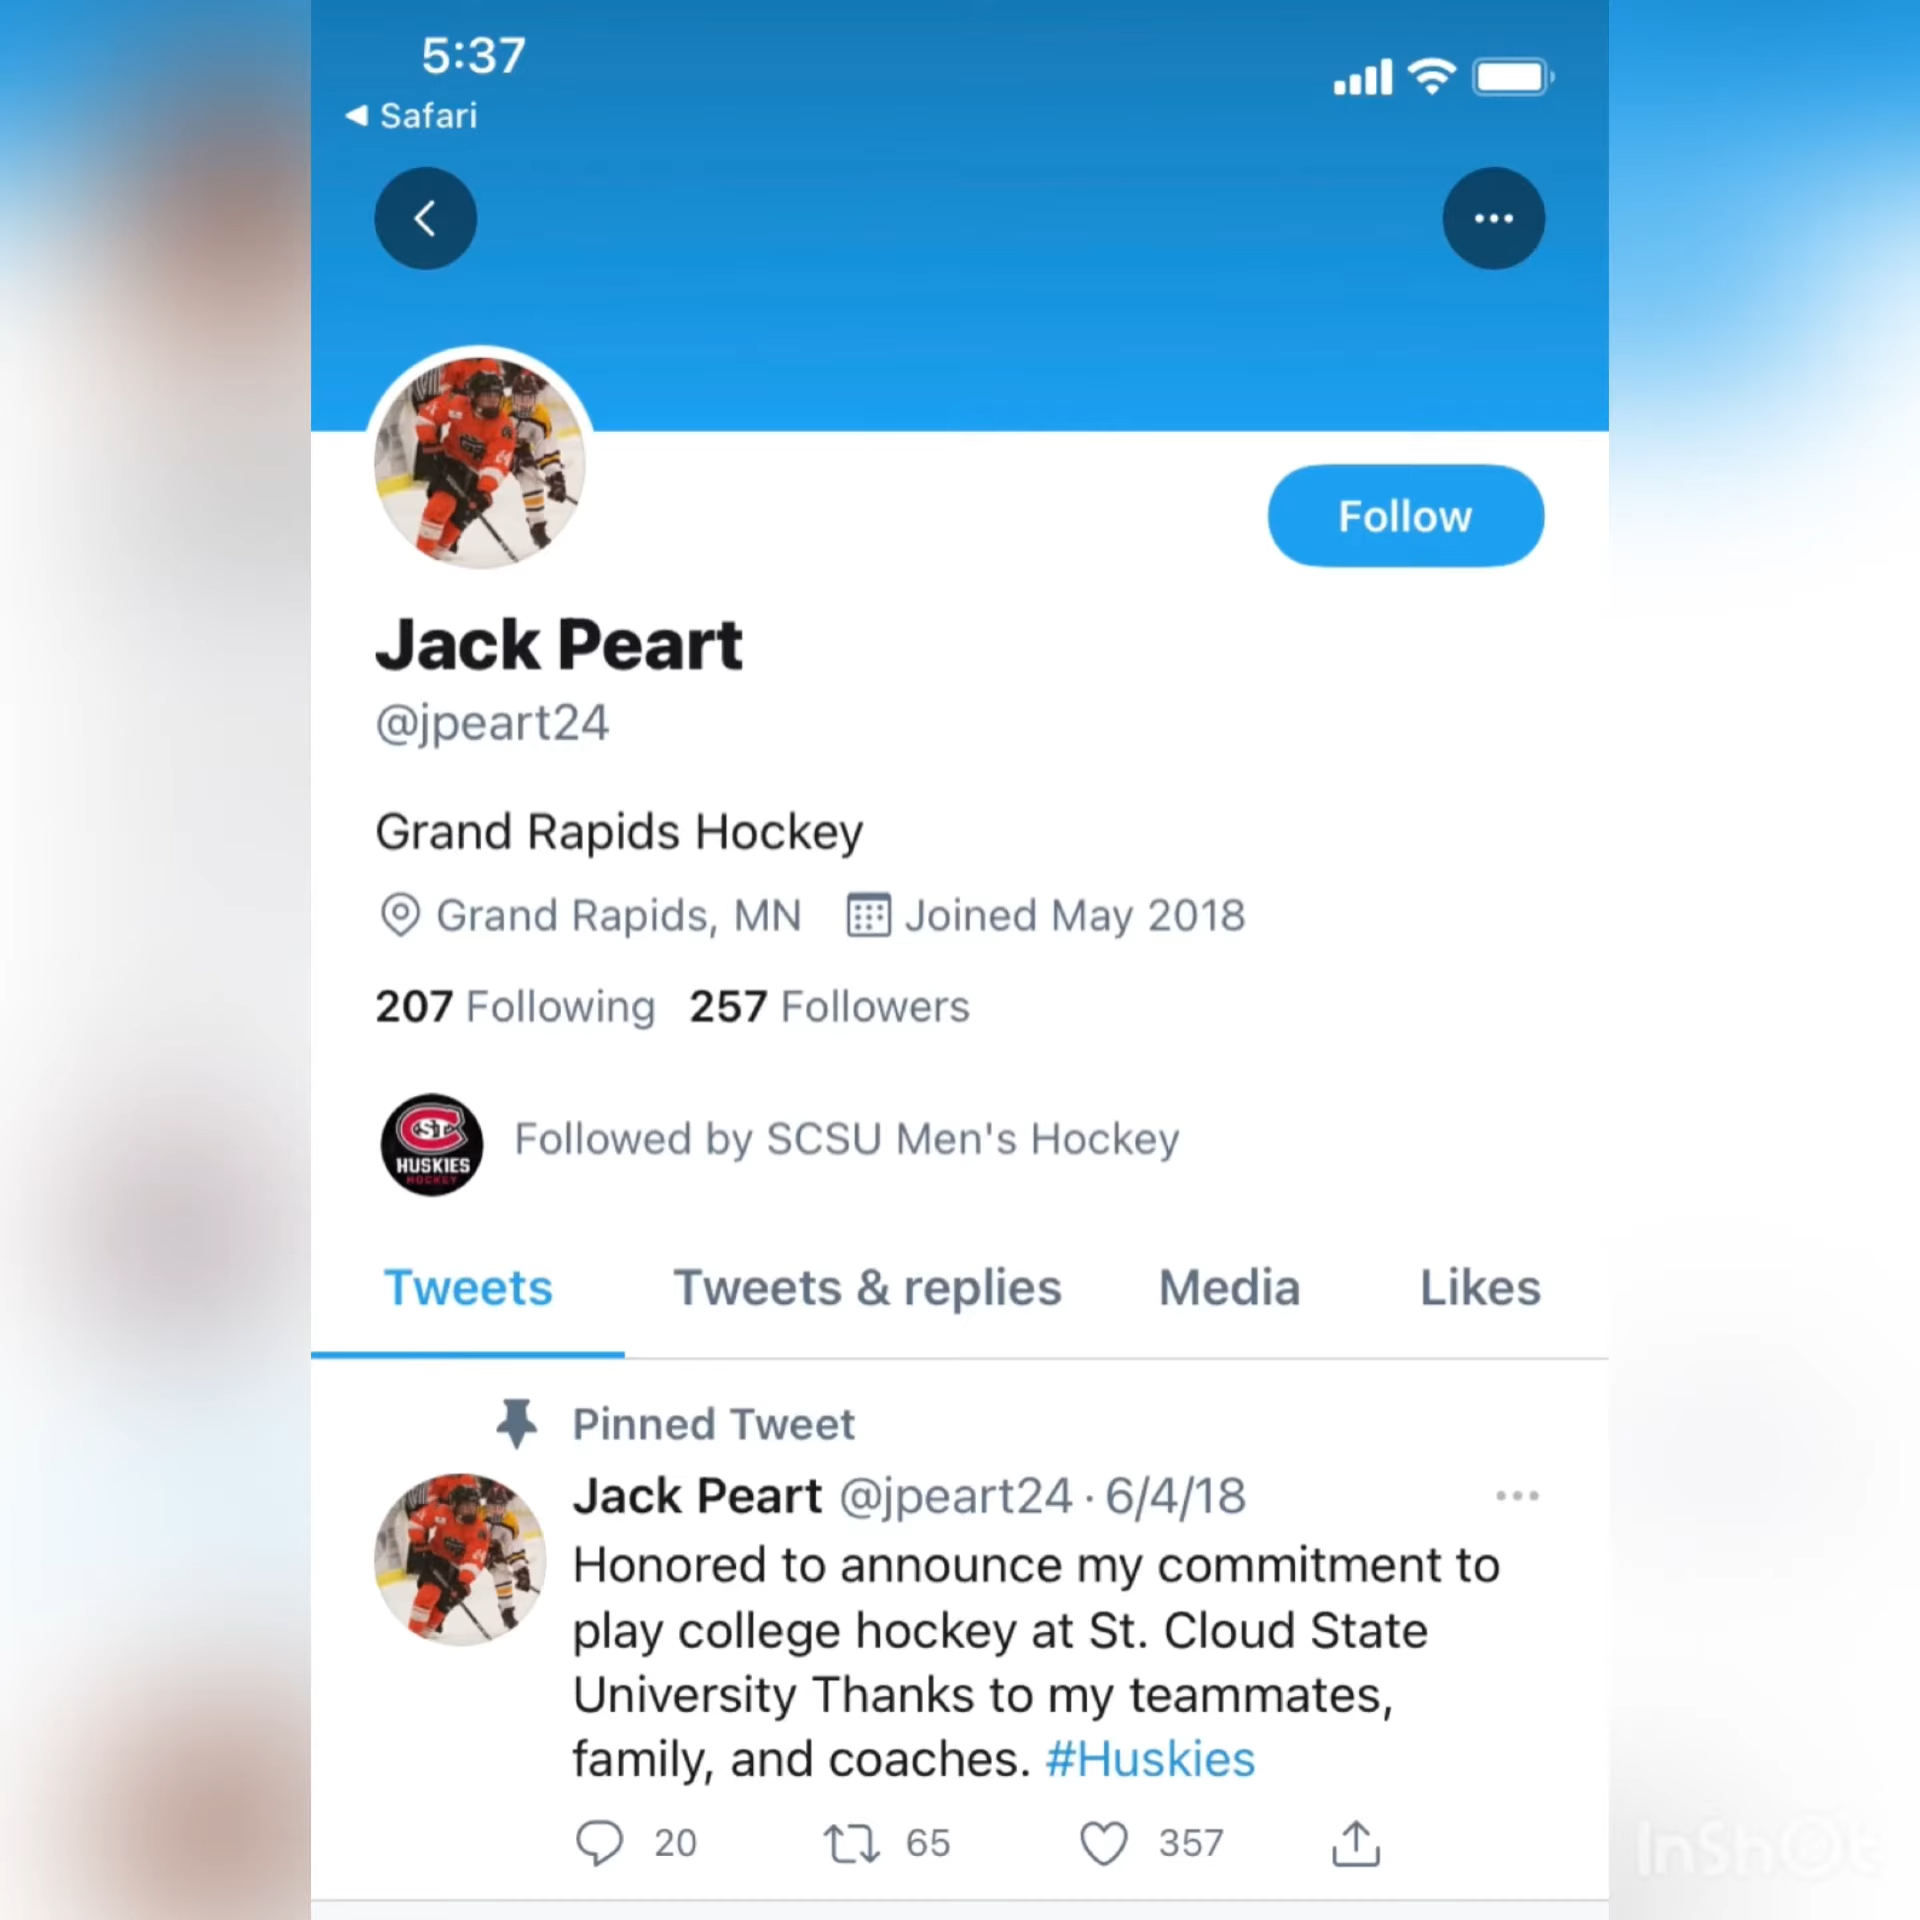 5:37
Safari
Follow
Jack Peart
@jpeart24
Grand Rapids Hockey
Grand Rapids, MN Joined May 2018
207 Following 257 Followers
HUSKIES
HOCKEY
Followed by SCSU Men's Hockey
Tweets Tweets & replies Media Likes
Pinned Tweet
Jack Peart @jpeart24 · 6/4/18
Honored to announce my commitment to
play college hockey at St. Cloud State
University Thanks to my teammates,
family, and coaches. #Huskies
20 65 357
InShOt